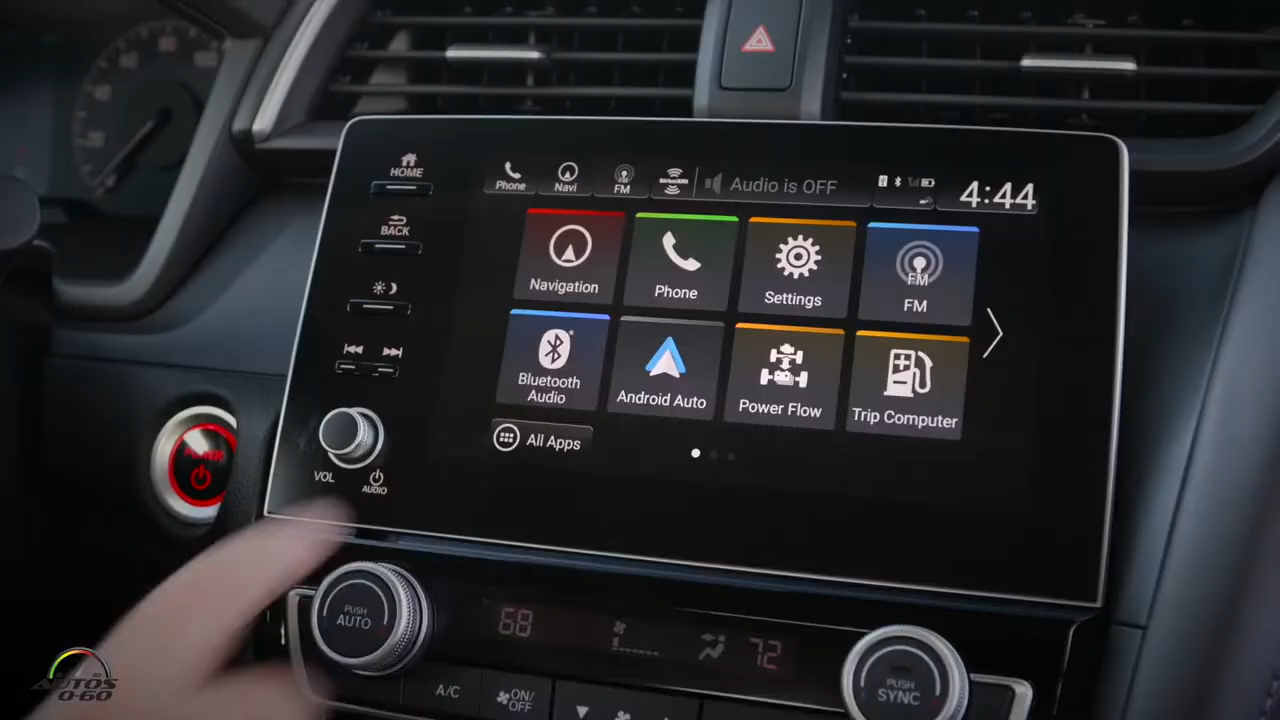 HOME
BACK
VOL
AUDIO
Phone
Navi
FM
SiriusXM
Audio is OFF
4:44
Navigation
Phone
Settings
FM
FM
Bluetooth
Audio
Android Auto
Power Flow
Trip Computer
All Apps
POWER
PUSH
AUTO
68
72
PUSH
SYNC
A/C
ON/
OFF
AUTOS
0-60